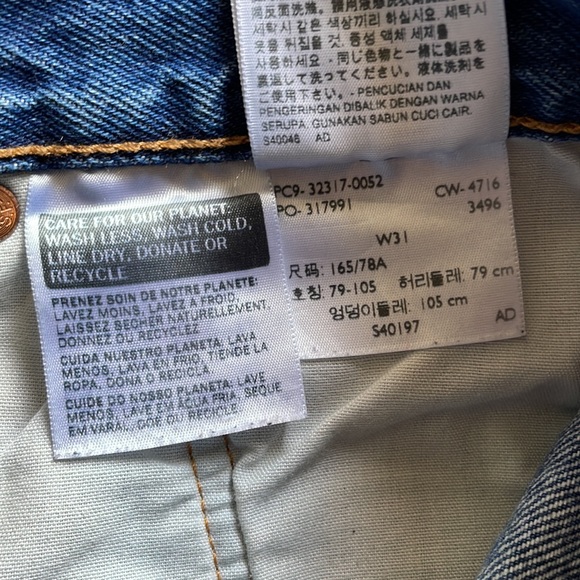 세탁시 같은 색상끼리 하십시요. 세탁시
옷을 뒤집을 것. 중성 액체 세제를
사용하세요. - 同じ色物と一緒に製品を
裏返して洗ってください。液体洗剤を
ご使用下さい。- PENCUCIAN DAN
PENGERINGAN DIBALIK DENGAN WARNA
SERUPA. GUNAKAN SABUN CUCI CAIR.
S40048 AD
PC9- 32317-0052 CW- 4716
PO- 317991 3496
W31
尺码: 165/78A
호칭: 79-105 허리둘레: 79 cm
엉덩이둘레: 105 cm
S40197 AD
CARE FOR OUR PLANET:
WASH LESS, WASH COLD,
LINE DRY, DONATE OR
RECYCLE
PRENEZ SOIN DE NOTRE PLANETE:
LAVEZ MOINS, LAVEZ A FROID,
LAISSEZ SECHER NATURELLEMENT,
DONNEZ OU RECYCLEZ.
CUIDA NUESTRO PLANETA: LAVA
MENOS, LAVA EN FRIO, TIENDE LA
ROPA, DONA O RECICLA.
CUIDE DO NOSSO PLANETA: LAVE
MENOS, LAVE EM AGUA FRIA, SEQUE
EM VARAL, DOE OU RECICLE.